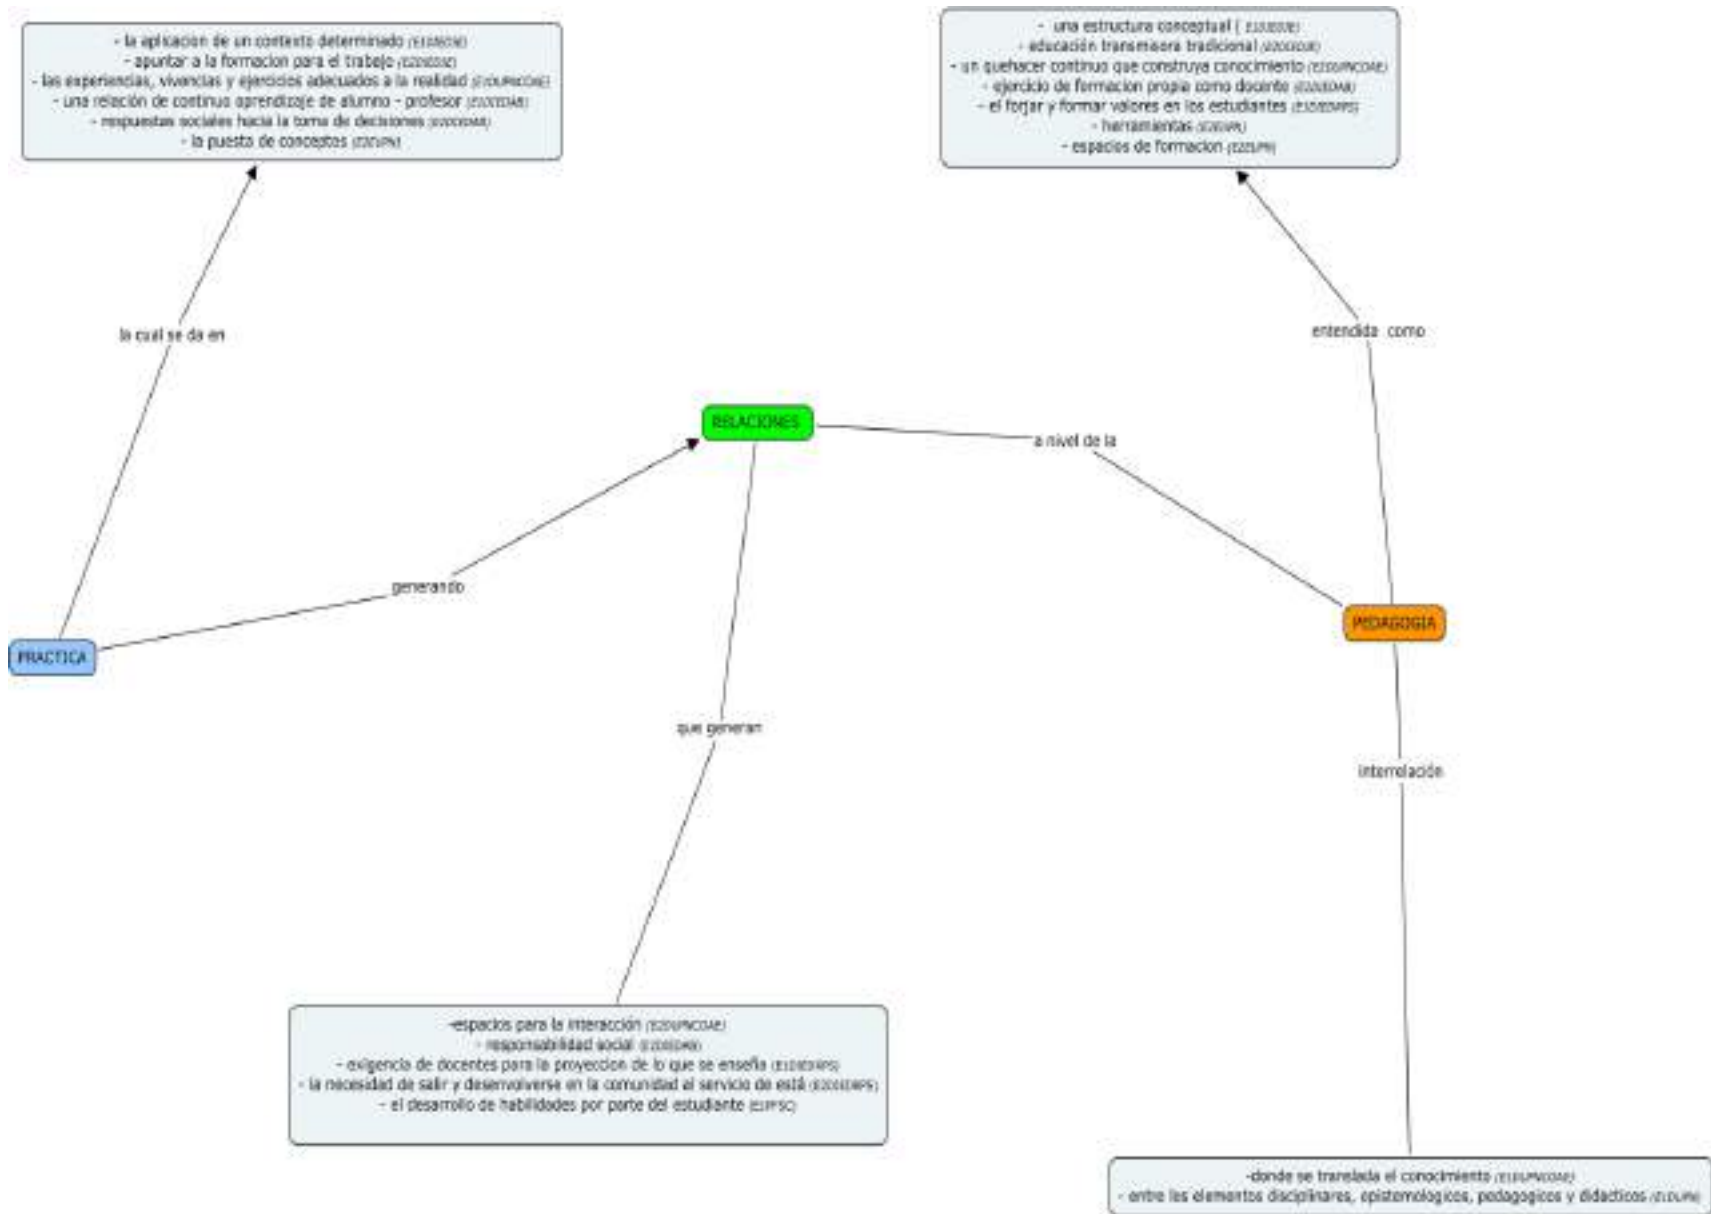 - la aplicacion de un contexto determinado
- apuntar a la formacion para el trabajo
- las experiencias, vivencias y ejercicios adecuados a la realidad
- una relación de continuo aprendizaje de alumno - profesor
- respuestas sociales hacia la toma de decisiones
- la puesta de conceptos
- una estructura conceptual (
- educación transmisora tradicional
- un quehacer continuo que construya conocimiento
- ejercicio de formacion propia como docente
- el forjar y formar valores en los estudiantes
- herramientas
- espacios de formacion
la cual se da en
entendida como
RELACIONES
a nivel de la
generando
PRACTICA
PEDAGOGIA
que generan
interrelación
-espacios para la interacción
- responsabilidad social
- exigencia de docentes para la proyeccion de lo que se enseña
- la necesidad de salir y desenvolverse en la comunidad al servicio de está
- el desarrollo de habilidades por parte del estudiante
-donde se translada el conocimiento
- entre los elementos disciplinares, epistemologicos, pedagogicos y didacticos